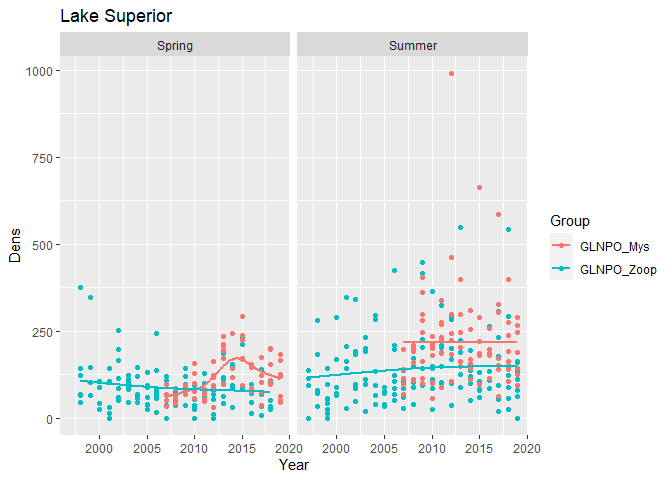 Lake Superior
Spring
Summer
1000
750
500
250
0
Dens
2000
2005
2010
2015
2020
2000
2005
2010
2015
2020
Year
Group
GLNPO_Mys
GLNPO_Zoop